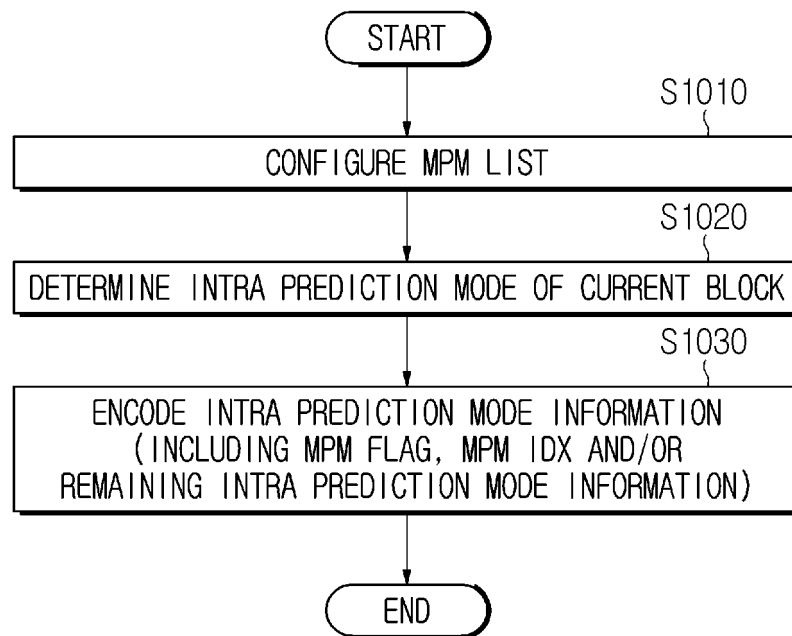 START
S1010
CONFIGURE MPM LIST
S1020
DETERMINE INTRA PREDICTION MODE OF CURRENT BLOCK
S1030
ENCODE INTRA PREDICTION MODE INFORMATION
(INCLUDING MPM FLAG, MPM IDX AND/OR
REMAINING INTRA PREDICTION MODE INFORMATION)
END